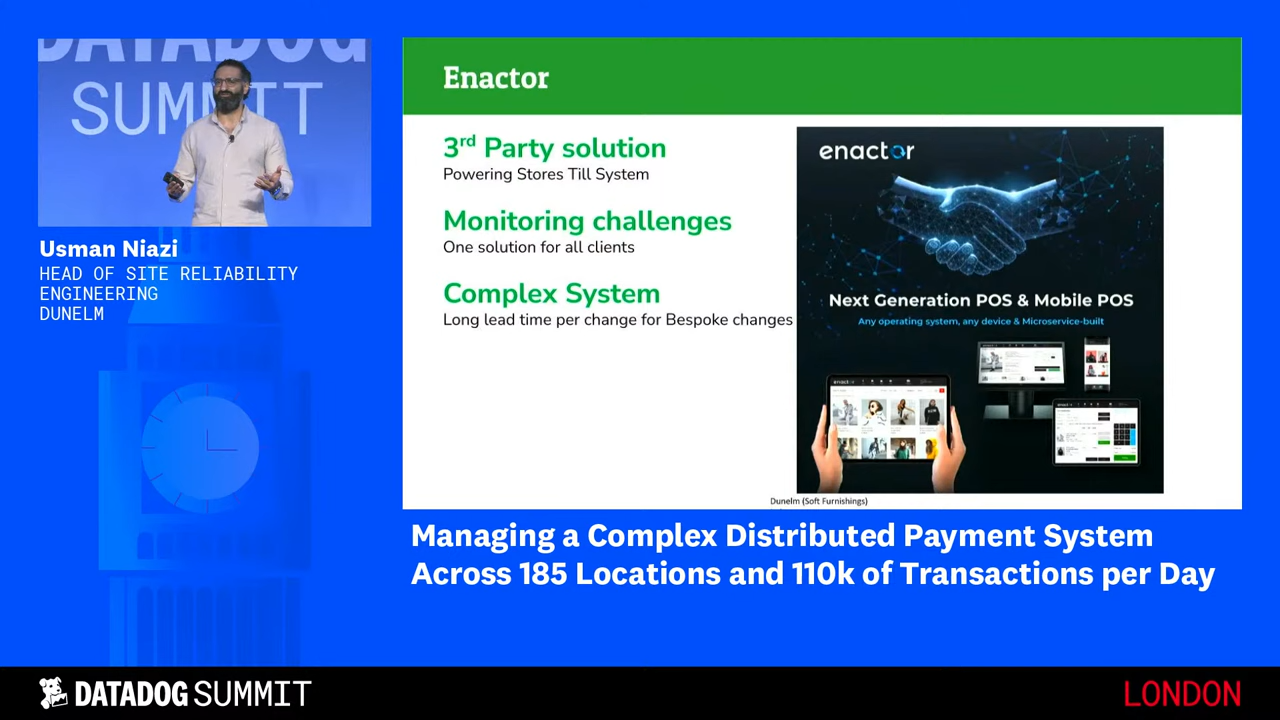 DATADOG
SUMMIT
Usman Niazi
HEAD OF SITE RELIABILITY
ENGINEERING
DUNELM
Enactor
3rd Party solution
Powering Stores Till System
Monitoring challenges
One solution for all clients
Complex System
Long lead time per change for Bespoke changes
enactor
Next Generation POS & Mobile POS
Any operating system, any device & Microservice-built
Dunelm (Soft Furnishings)
Managing a Complex Distributed Payment System
Across 185 Locations and 110k of Transactions per Day
DATADOG SUMMIT
LONDON